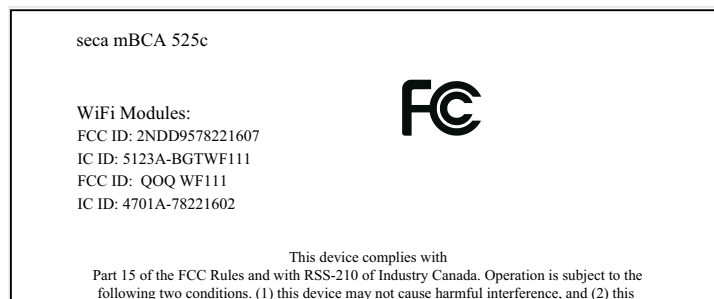 seca mBCA 525c
FC
WiFi Modules:
FCC ID: 2NDD9578221607
IC ID: 5123A-BGTWF111
FCC ID:  QOQ WF111
IC ID: 4701A-78221602
This device complies with
Part 15 of the FCC Rules and with RSS-210 of Industry Canada. Operation is subject to the
following two conditions. (1) this device may not cause harmful interference, and (2) this